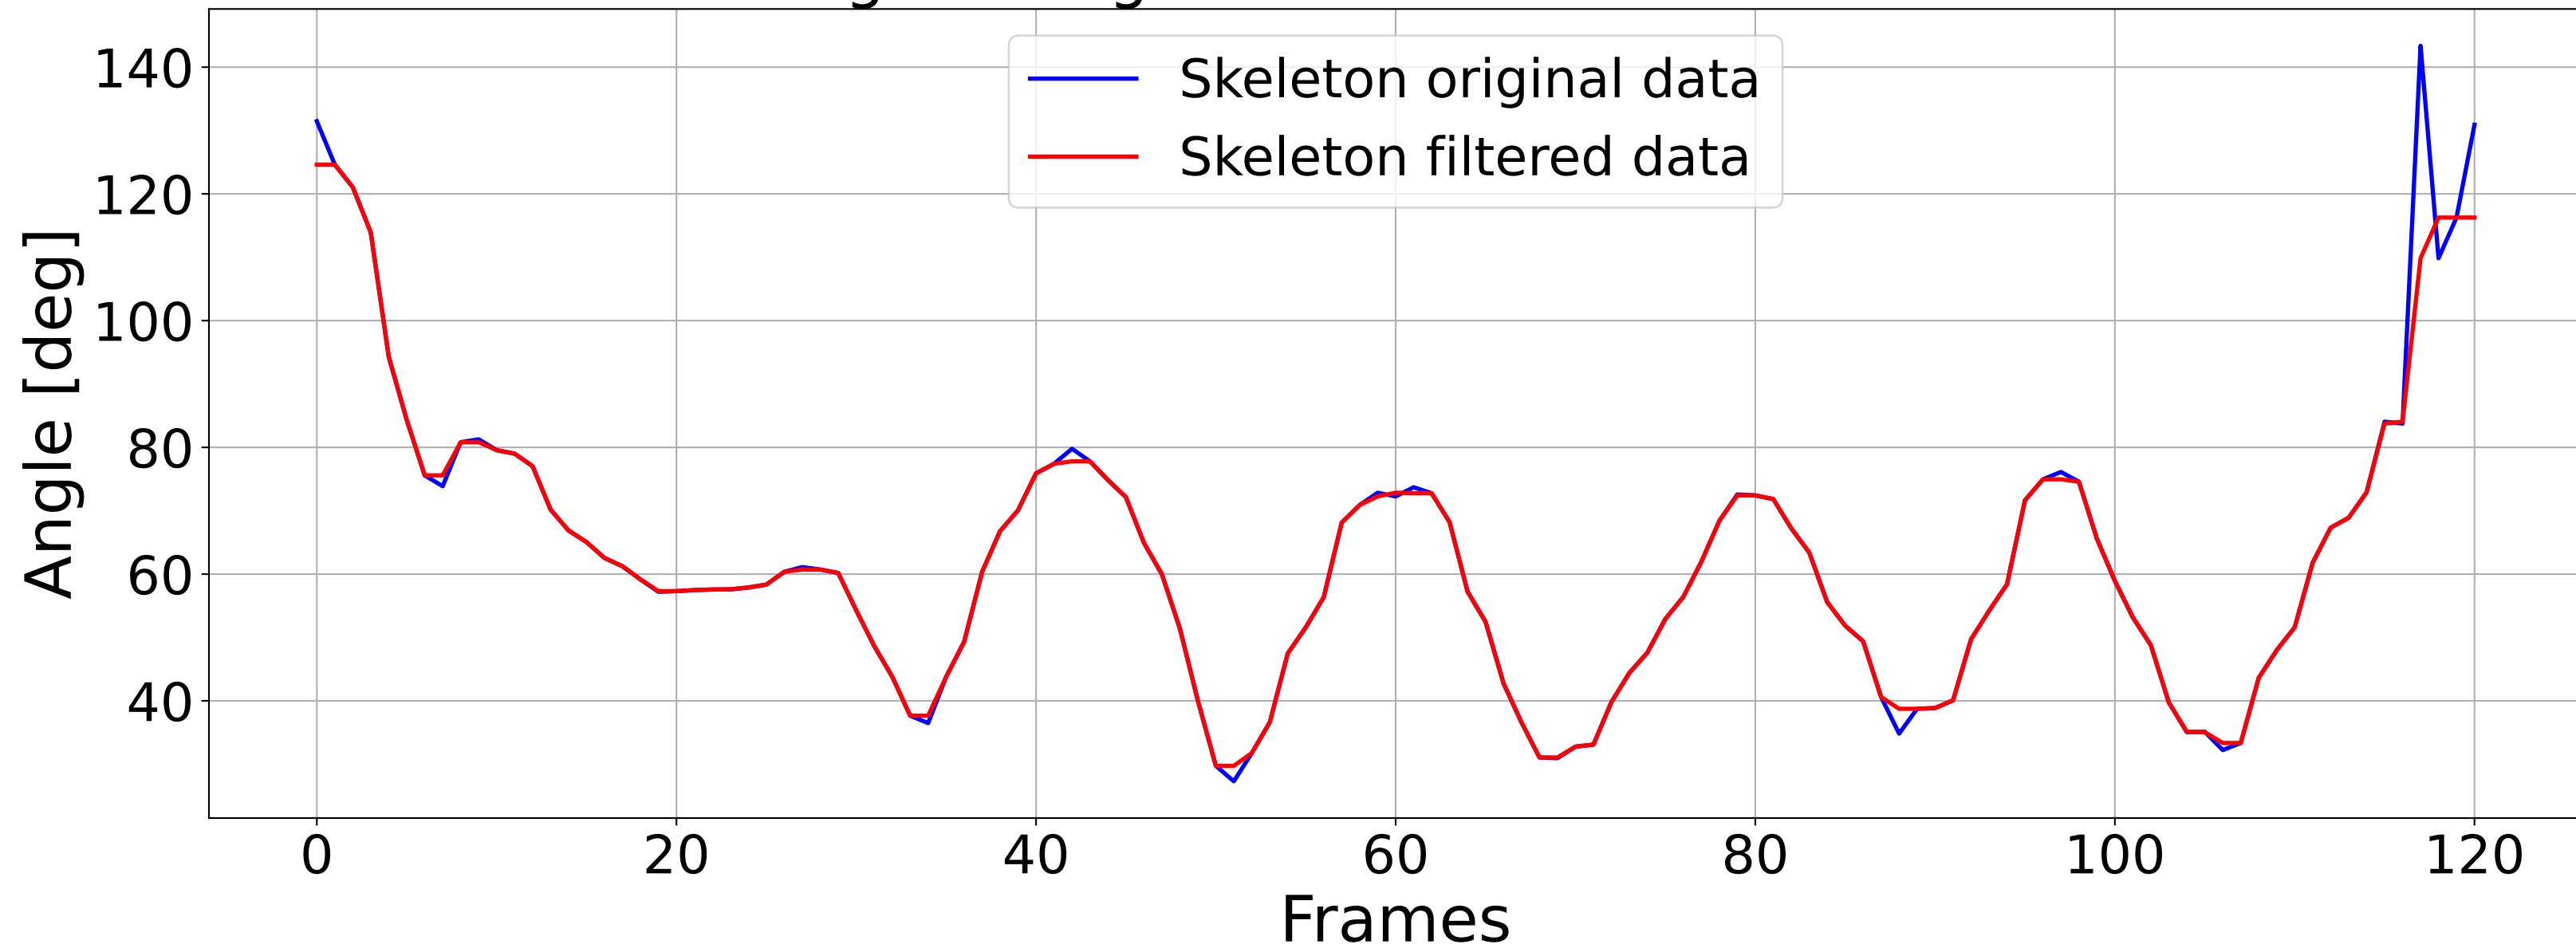 Skeleton original data
Skeleton filtered data
Angle [deg]
140
120
100
80
60
40
0 20 40 60 80 100 120
Frames